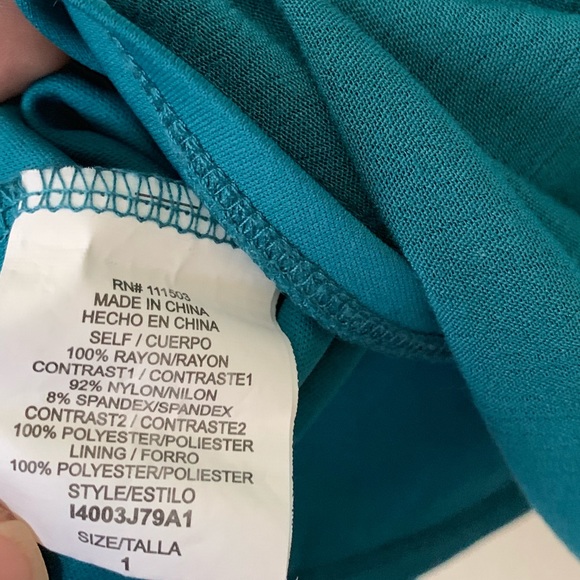 RN# 111503
MADE IN CHINA
HECHO EN CHINA
SELF / CUERPO
100% RAYON/RAYON
CONTRAST1 / CONTRASTE1
92% NYLON/NILON
8% SPANDEX/SPANDEX
CONTRAST2 / CONTRASTE2
100% POLYESTER/POLIESTER
LINING / FORRO
100% POLYESTER/POLIESTER
STYLE/ESTILO
I4003J79A1
SIZE/TALLA
1